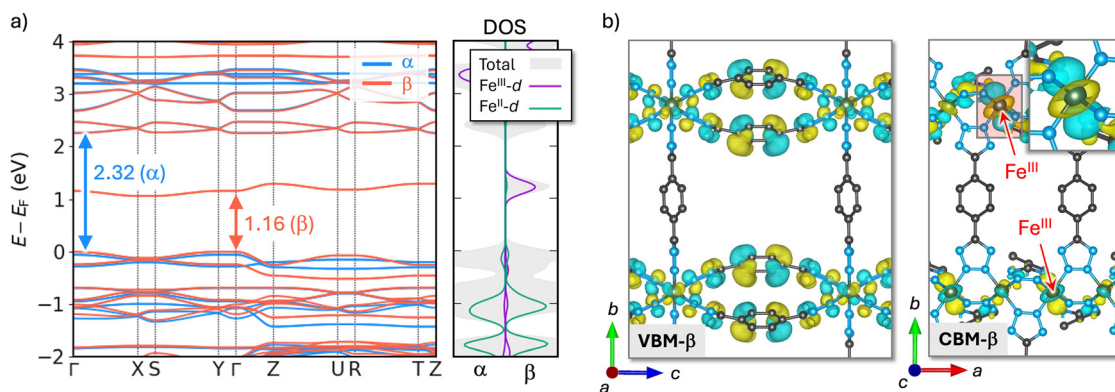 a)
DOS
b)
4
3
2
1
0
−1
−2
E − E_F (eV)
α
β
2.32 (α)
1.16 (β)
Γ X S Y Γ Z U R T Z
Total
Fe^III-d
Fe^II-d
α β
b
a
c
VBM-β
Fe^III
Fe^III
b
c
a
CBM-β